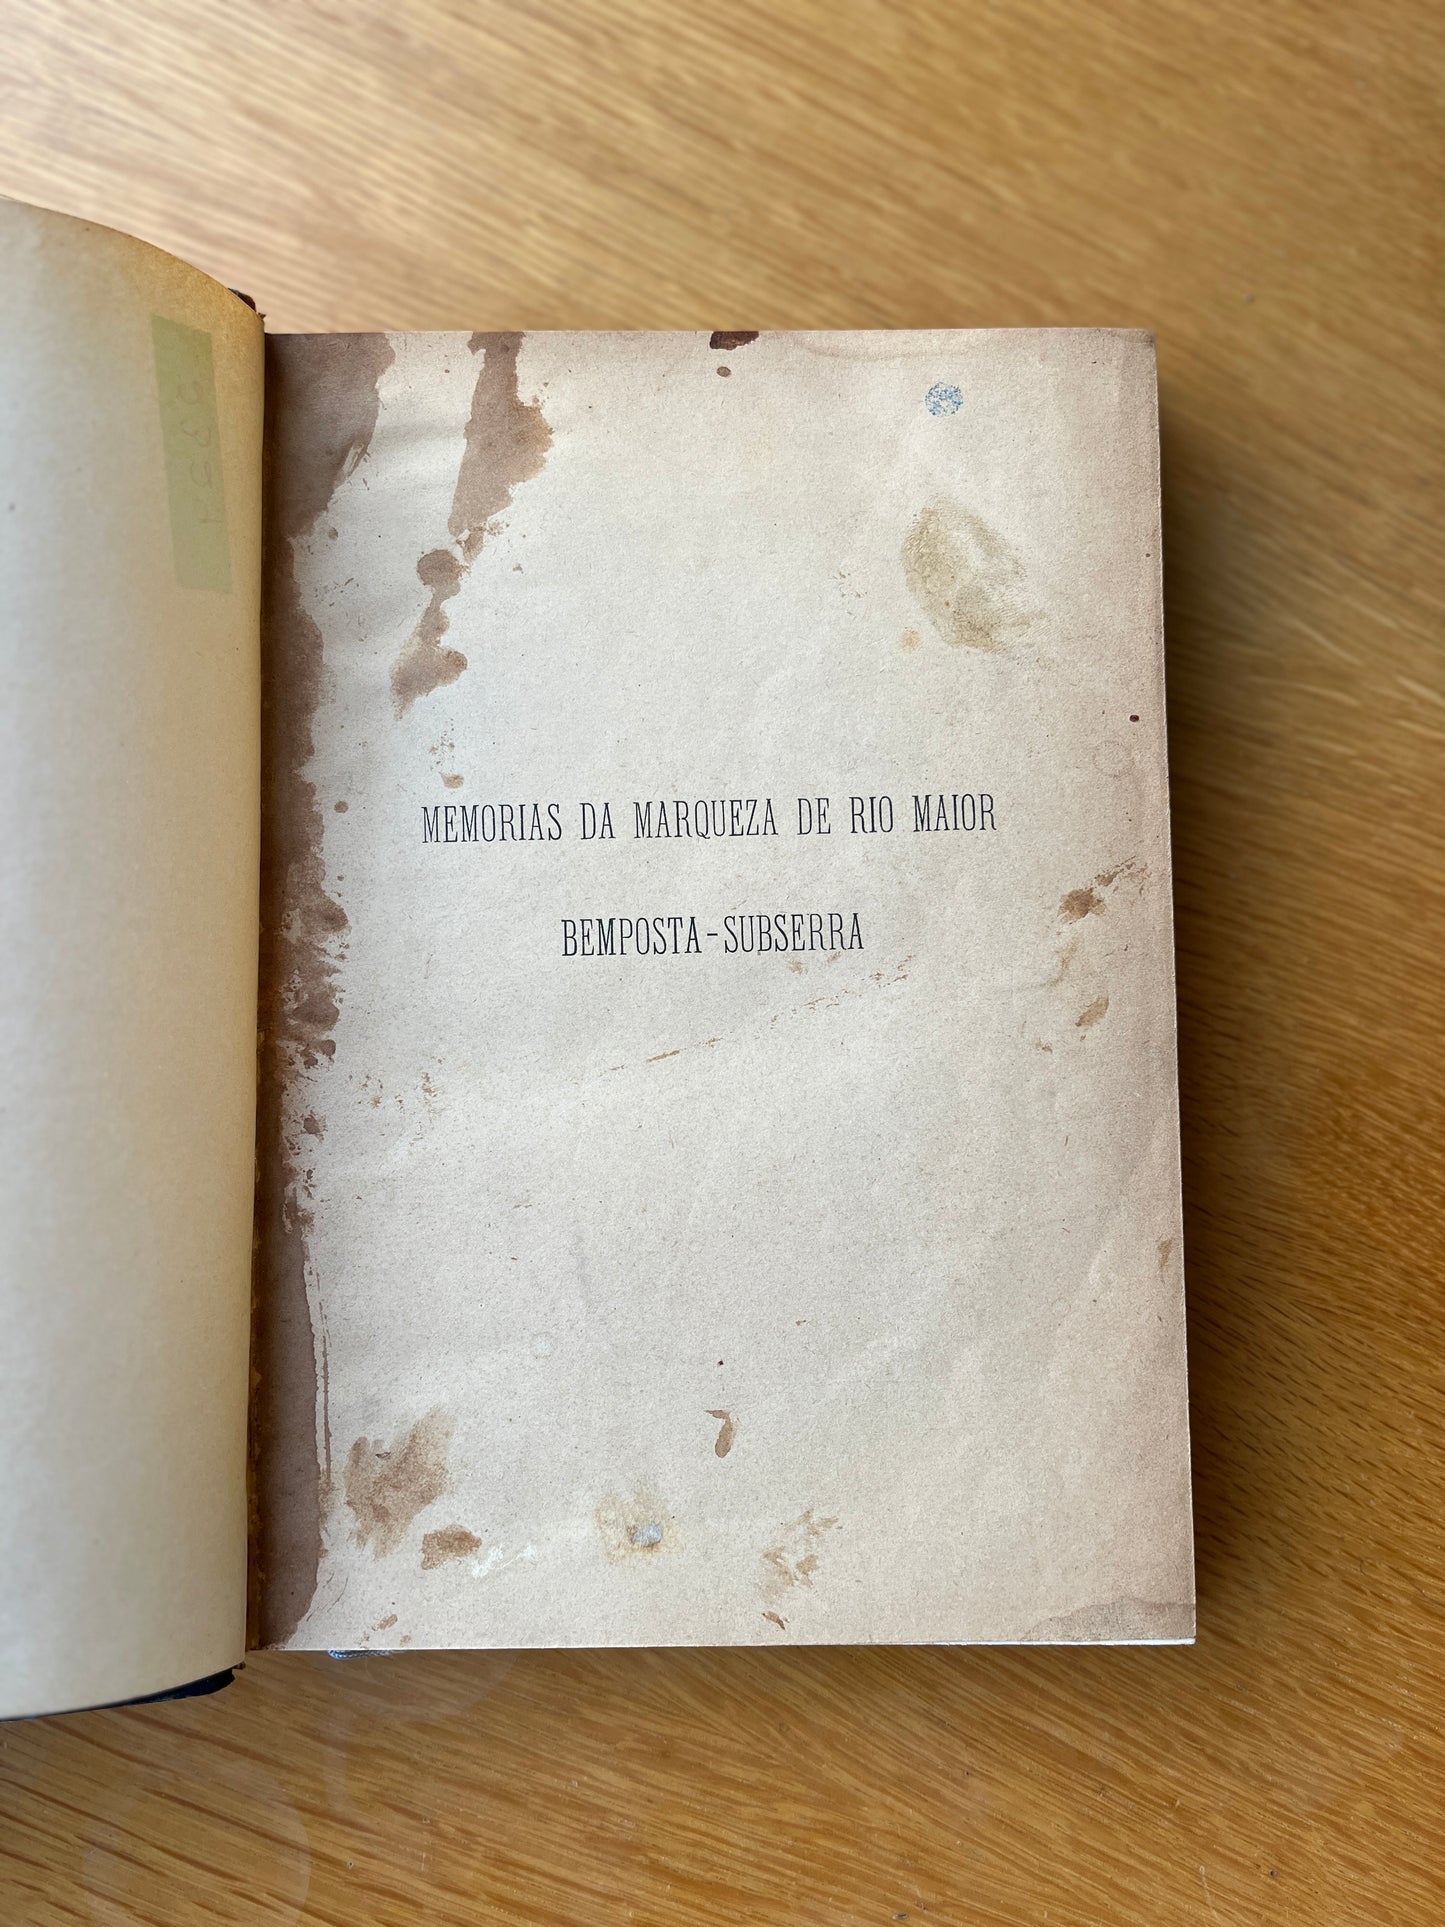 MEMORIAS DA MARQUEZA DE RIO MAIOR
BEMPOSTA-SUBSERRA